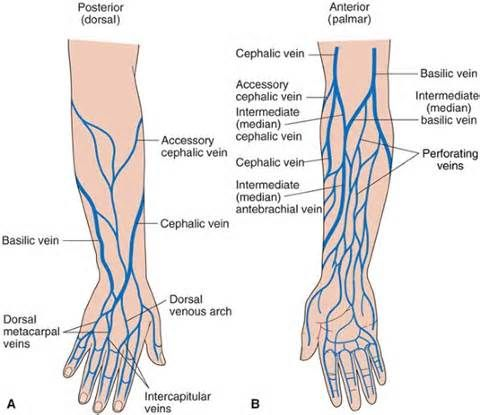 Posterior
(dorsal)
Accessory
cephalic vein
Cephalic vein
Basilic vein
Dorsal
venous arch
Dorsal
metacarpal
veins
Intercapitular
veins
A
Anterior
(palmar)
Cephalic vein
Basilic vein
Accessory
cephalic vein
Intermediate
(median)
basilic vein
Intermediate
(median)
cephalic vein
Perforating
veins
Cephalic vein
Intermediate
(median)
antebrachial vein
B